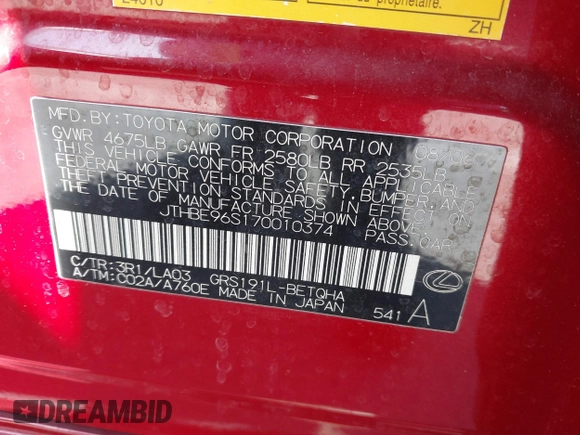 24010
propriétaire.
ZH
MFD. BY: TOYOTA MOTOR CORPORATION
GVWR 4675LB GAWR FR 2580LB RR 2535LB
THIS VEHICLE CONFORMS TO ALL APPLICABLE
FEDERAL MOTOR VEHICLE SAFETY, BUMPER, AND
THEFT PREVENTION STANDARDS IN EFFECT ON
THE DATE OF MANUFACTURE SHOWN ABOVE.
JTHBE96S170010374 PASS.CAR
C/TR:3R1/LA03 GRS191L-BETQHA
A/TM:C02A/A760E MADE IN JAPAN
541 A
DREAMBID